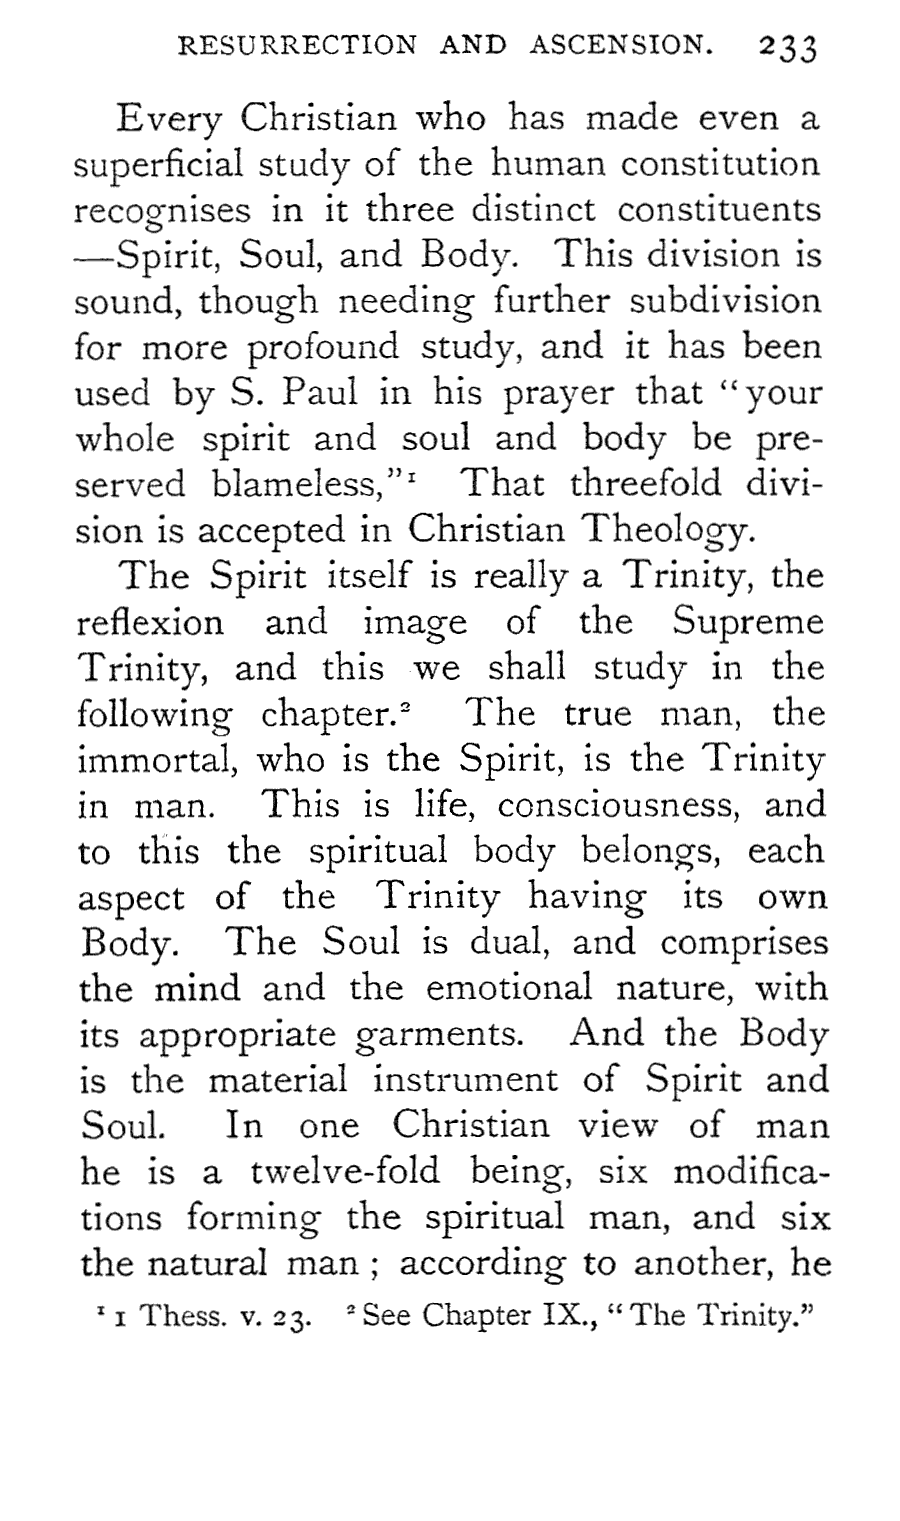 RESURRECTION AND ASCENSION. 233
Every Christian who has made even a
superficial study of the human constitution
recognises in it three distinct constituents
—Spirit, Soul, and Body. This division is
sound, though needing further subdivision
for more profound study, and it has been
used by S. Paul in his prayer that “your
whole spirit and soul and body be pre-
served blameless,”¹ That threefold divi-
sion is accepted in Christian Theology.
The Spirit itself is really a Trinity, the
reflexion and image of the Supreme
Trinity, and this we shall study in the
following chapter.² The true man, the
immortal, who is the Spirit, is the Trinity
in man. This is life, consciousness, and
to this the spiritual body belongs, each
aspect of the Trinity having its own
Body. The Soul is dual, and comprises
the mind and the emotional nature, with
its appropriate garments. And the Body
is the material instrument of Spirit and
Soul. In one Christian view of man
he is a twelve-fold being, six modifica-
tions forming the spiritual man, and six
the natural man ; according to another, he
¹ 1 Thess. v. 23. ² See Chapter IX., “The Trinity.”